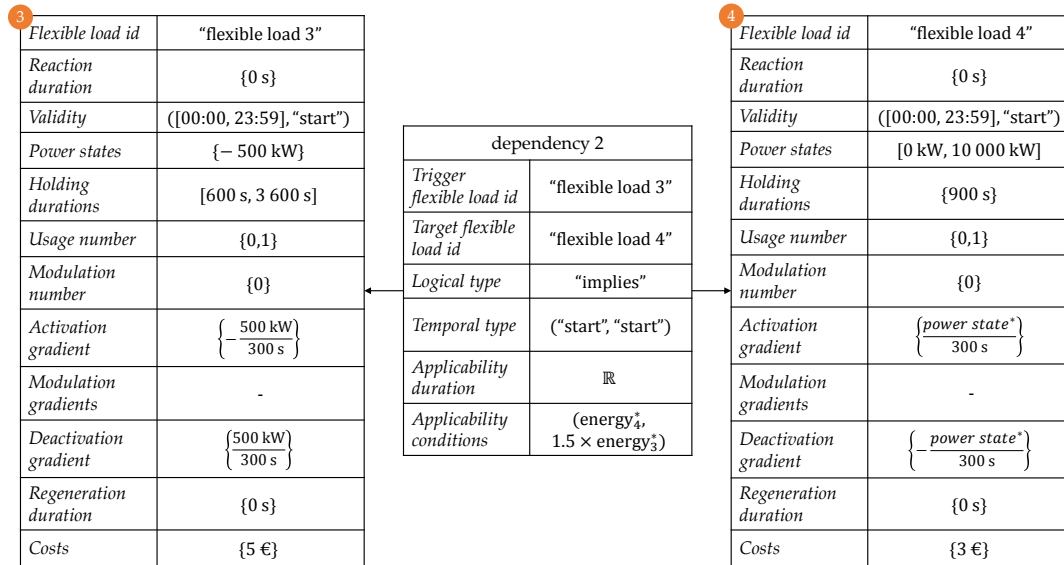 3
Flexible load id “flexible load 3”
Reaction
duration {0 s}
Validity ([00:00, 23:59], “start”)
Power states {− 500 kW}
Holding
durations [600 s, 3 600 s]
Usage number {0,1}
Modulation
number {0}
Activation
gradient {− 500 kW / 300 s}
Modulation
gradients -
Deactivation
gradient {500 kW / 300 s}
Regeneration
duration {0 s}
Costs {5 €}
dependency 2
Trigger
flexible load id “flexible load 3”
Target flexible
load id “flexible load 4”
Logical type “implies”
Temporal type (“start”, “start”)
Applicability
duration ℝ
Applicability
conditions (energy₄*,
1.5 × energy₃*)
4
Flexible load id “flexible load 4”
Reaction
duration {0 s}
Validity ([00:00, 23:59], “start”)
Power states [0 kW, 10 000 kW]
Holding
durations {900 s}
Usage number {0,1}
Modulation
number {0}
Activation
gradient {power state* / 300 s}
Modulation
gradients -
Deactivation
gradient {− power state* / 300 s}
Regeneration
duration {0 s}
Costs {3 €}